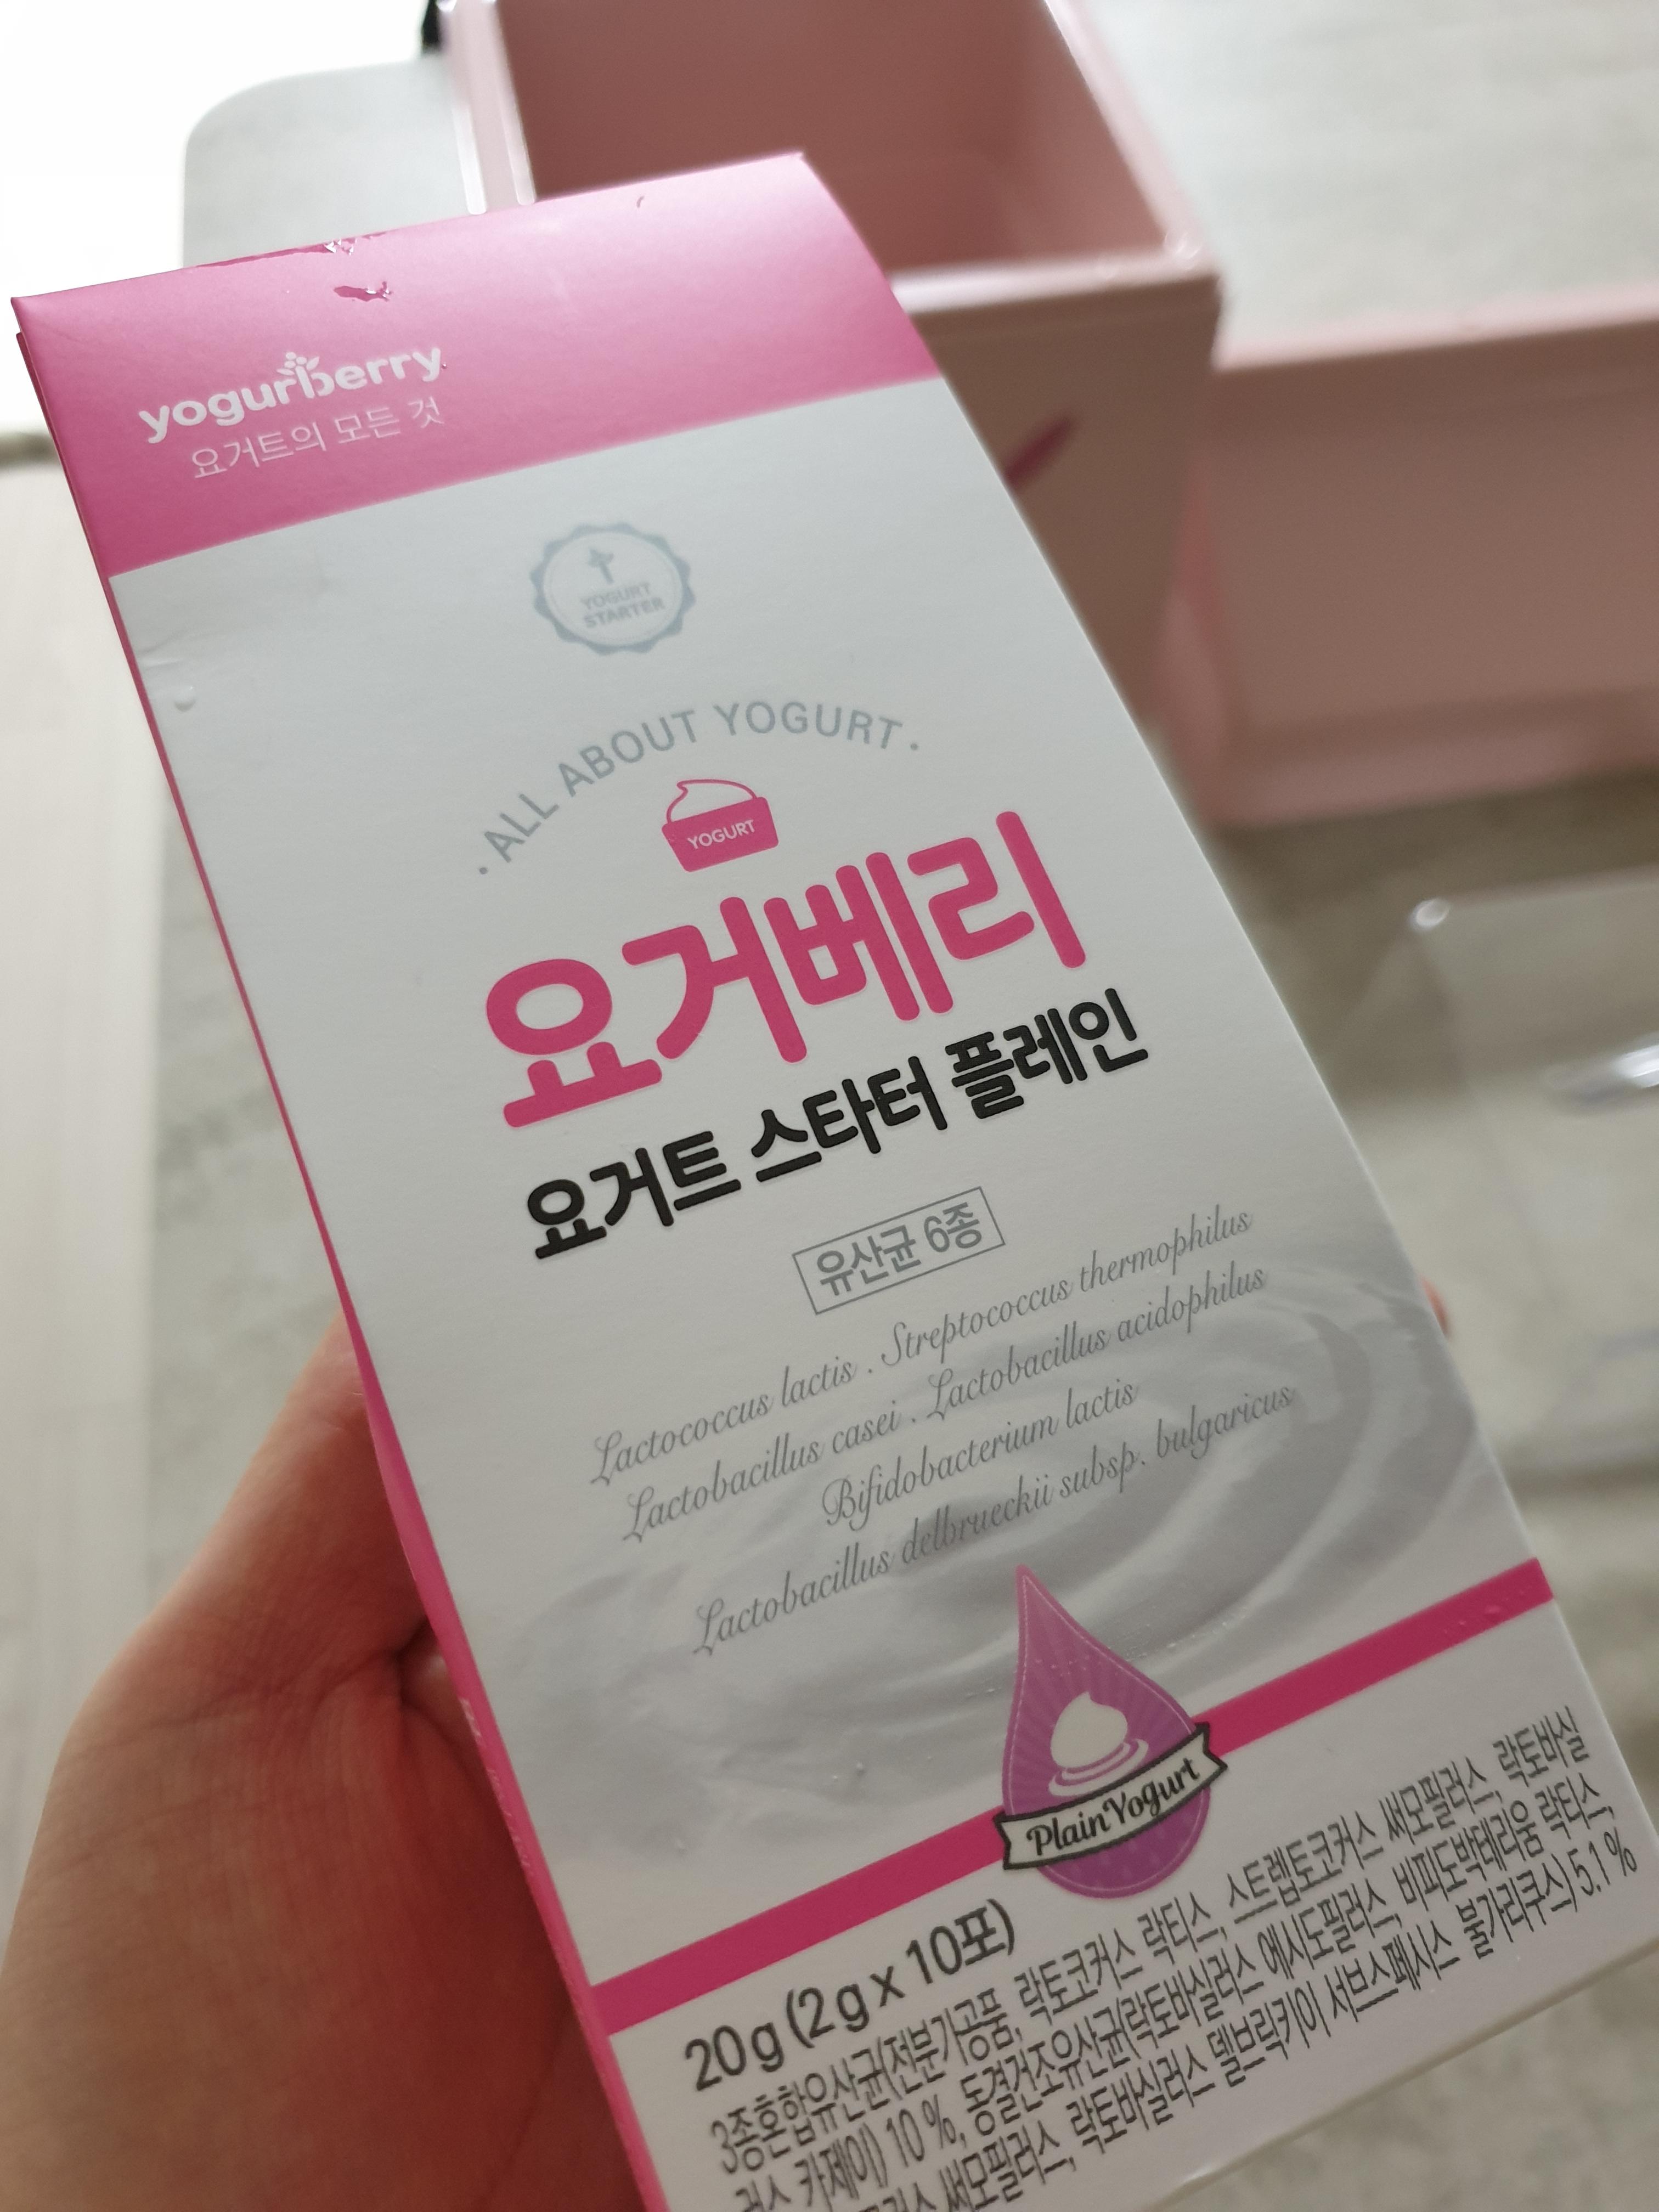 yogurberry
요거트의 모든 것
YOGURT
STARTER
· ALL ABOUT YOGURT ·
YOGURT
요거베리
요거트 스타터 플레인
유산균 6종
Lactococcus lactis . Streptococcus thermophilus
Lactobacillus casei . Lactobacillus acidophilus
Bifidobacterium lactis
Lactobacillus delbrueckii subsp. bulgaricus
Plain Yogurt
20g (2g x 10포)
3종혼합유산균(전분가공품, 락토코커스 락티스, 스트렙토코커스 써모필러스, 락토바실
러스 카제이) 10 %, 동결건조유산균(락토바실러스 에시도필러스, 비피도박테리움 락티스,
써모필러스, 락토바실러스 델브럭키이 서브스페시스 불가리쿠스) 5.1 %